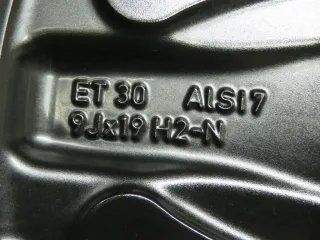 ET 30 AlSi7
9Jx19 H2-N